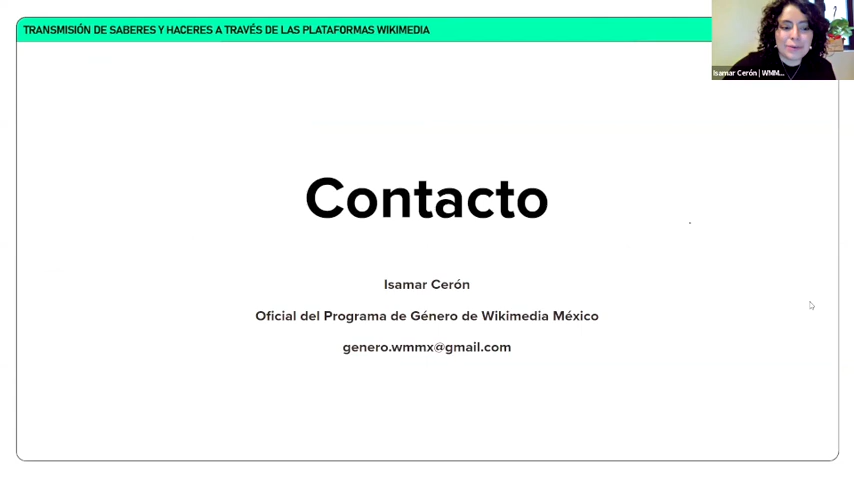 TRANSMISIÓN DE SABERES Y HACERES A TRAVÉS DE LAS PLATAFORMAS WIKIMEDIA
Isamar Cerón | WMM...
Contacto
Isamar Cerón
Oficial del Programa de Género de Wikimedia México
genero.wmmx@gmail.com